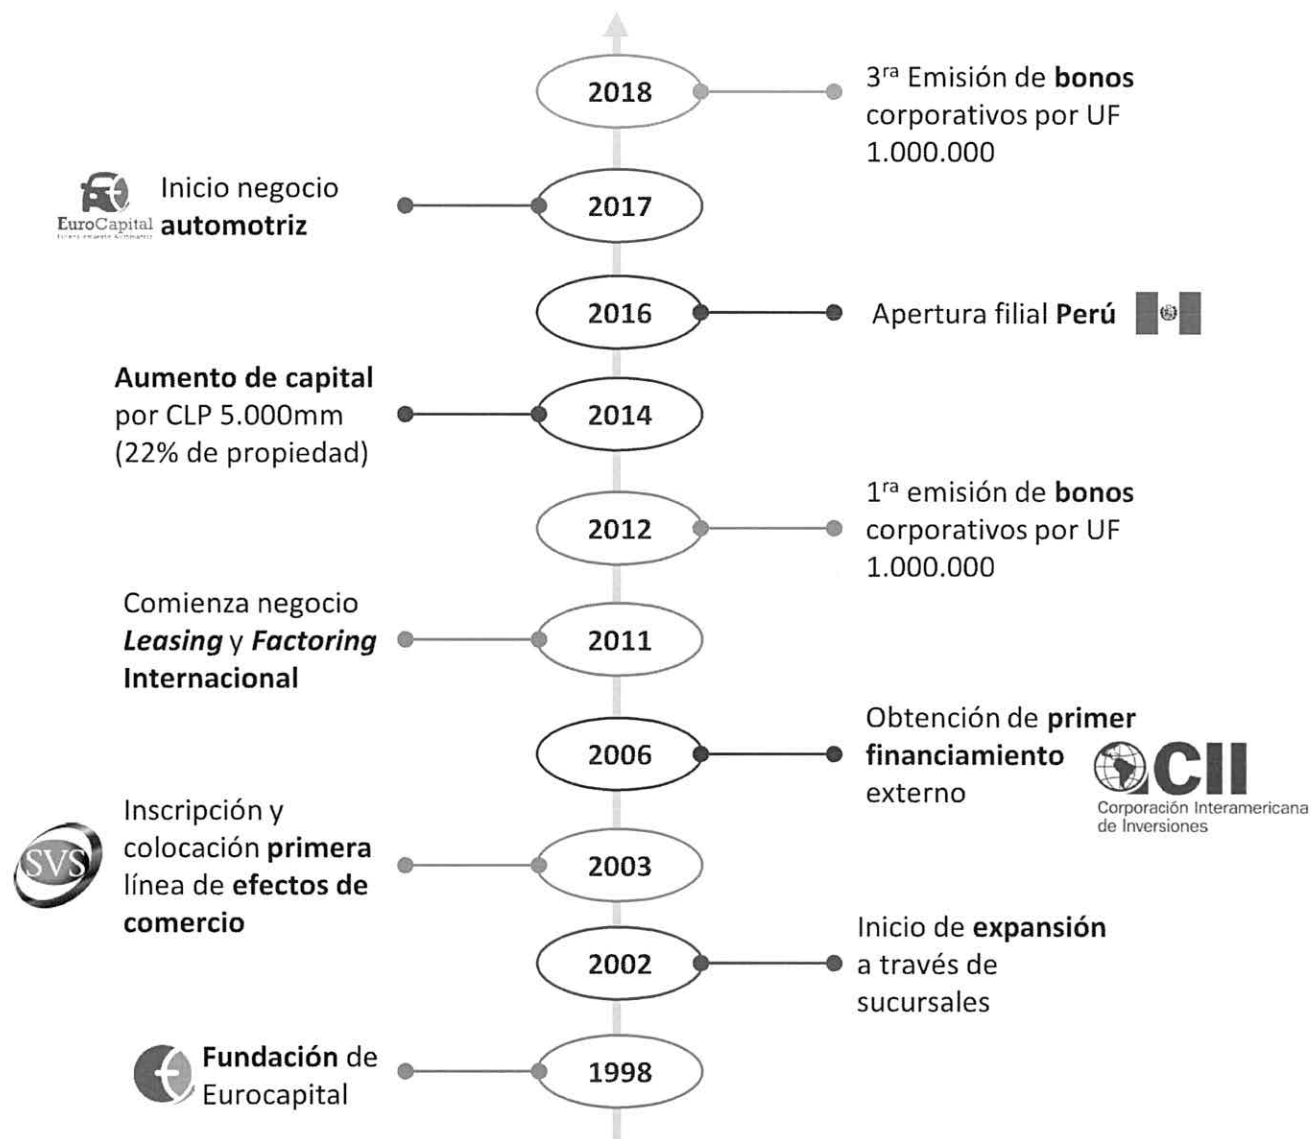 2018
3ra Emisión de bonos
corporativos por UF
1.000.000
EuroCapital
Inicio negocio
automotriz
2017
2016
Apertura filial Perú
Aumento de capital
por CLP 5.000mm
(22% de propiedad)
2014
2012
1ra emisión de bonos
corporativos por UF
1.000.000
Comienza negocio
Leasing y Factoring
Internacional
2011
2006
Obtención de primer
financiamiento
externo
CII
Corporación Interamericana
de Inversiones
SVS
Inscripción y
colocación primera
línea de efectos de
comercio
2003
2002
Inicio de expansión
a través de
sucursales
Fundación de
Eurocapital
1998